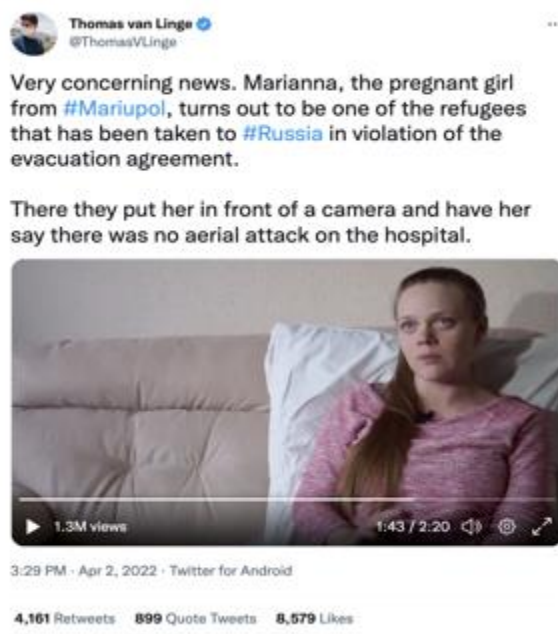 Thomas van Linge
@ThomasVLinge
Very concerning news. Marianna, the pregnant girl
from #Mariupol, turns out to be one of the refugees
that has been taken to #Russia in violation of the
evacuation agreement.
There they put her in front of a camera and have her
say there was no aerial attack on the hospital.
1.3M views
1:43 / 2:20
3:29 PM · Apr 2, 2022 · Twitter for Android
4,161 Retweets 899 Quote Tweets 8,579 Likes